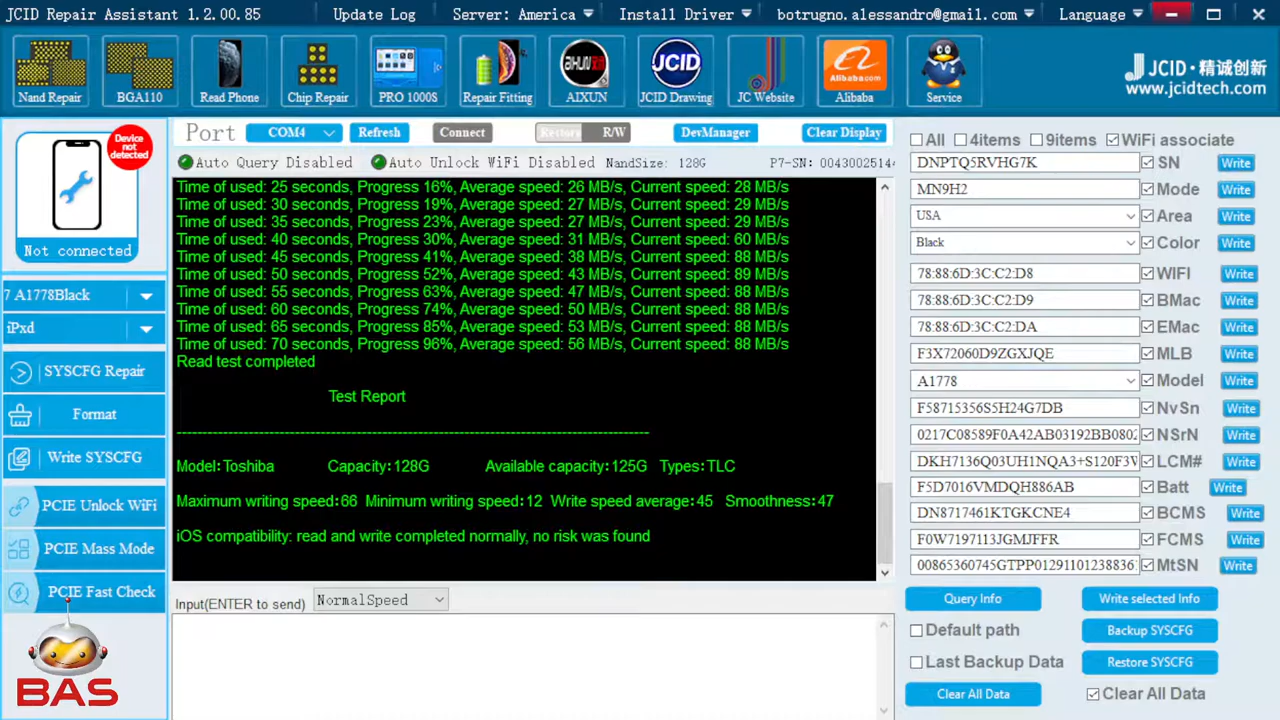 JCID Repair Assistant 1.2.00.85 Update Log Server: America Install Driver botrugno.alessandro@gmail.com Language
Nand Repair BGA110 Read Phone Chip Repair PRO 1000S Repair Fitting AIXUN JCID Drawing JC Website Alibaba Service
AIXUN
JCID
Alibaba.com
JCID·精诚创新
www.jcidtech.com
Device not detected
Not connected
7 A1778Black
iPxd
SYSCFG Repair
Format
Write SYSCFG
PCIE Unlock WiFi
PCIE Mass Mode
PCIE Fast Check
BAS
Port COM4 Refresh Connect Restore R/W DevManager Clear Display
Auto Query Disabled Auto Unlock WiFi Disabled NandSize: 128G P7-SN: 0043002514
Time of used: 25 seconds, Progress 16%, Average speed: 26 MB/s, Current speed: 28 MB/s
Time of used: 30 seconds, Progress 19%, Average speed: 27 MB/s, Current speed: 29 MB/s
Time of used: 35 seconds, Progress 23%, Average speed: 27 MB/s, Current speed: 29 MB/s
Time of used: 40 seconds, Progress 30%, Average speed: 31 MB/s, Current speed: 60 MB/s
Time of used: 45 seconds, Progress 41%, Average speed: 38 MB/s, Current speed: 88 MB/s
Time of used: 50 seconds, Progress 52%, Average speed: 43 MB/s, Current speed: 89 MB/s
Time of used: 55 seconds, Progress 63%, Average speed: 47 MB/s, Current speed: 88 MB/s
Time of used: 60 seconds, Progress 74%, Average speed: 50 MB/s, Current speed: 88 MB/s
Time of used: 65 seconds, Progress 85%, Average speed: 53 MB/s, Current speed: 88 MB/s
Time of used: 70 seconds, Progress 96%, Average speed: 56 MB/s, Current speed: 88 MB/s
Read test completed
Test Report
--------------------------------------------------------------------------------------------
Model:Toshiba Capacity:128G Available capacity:125G Types:TLC
Maximum writing speed:66 Minimum writing speed:12 Write speed average:45 Smoothness:47
iOS compatibility: read and write completed normally, no risk was found
Input(ENTER to send) NormalSpeed
All 4items 9items WiFi associate
DNPTQ5RVHG7K SN Write
MN9H2 Mode Write
USA Area Write
Black Color Write
78:88:6D:3C:C2:D8 WIFI Write
78:88:6D:3C:C2:D9 BMac Write
78:88:6D:3C:C2:DA EMac Write
F3X72060D9ZGXJQE MLB Write
A1778 Model Write
F58715356S5H24G7DB NvSn Write
0217C08589F0A42AB03192BB0802 NSrN Write
DKH7136Q03UH1NQA3+S120F3V LCM# Write
F5D7016VMDQH886AB Batt Write
DN8717461KTGKCNE4 BCMS Write
F0W7197113JGMJFFR FCMS Write
00865360745GTPP01291101238836 MtSN Write
Query Info Write selected Info
Default path Backup SYSCFG
Last Backup Data Restore SYSCFG
Clear All Data Clear All Data